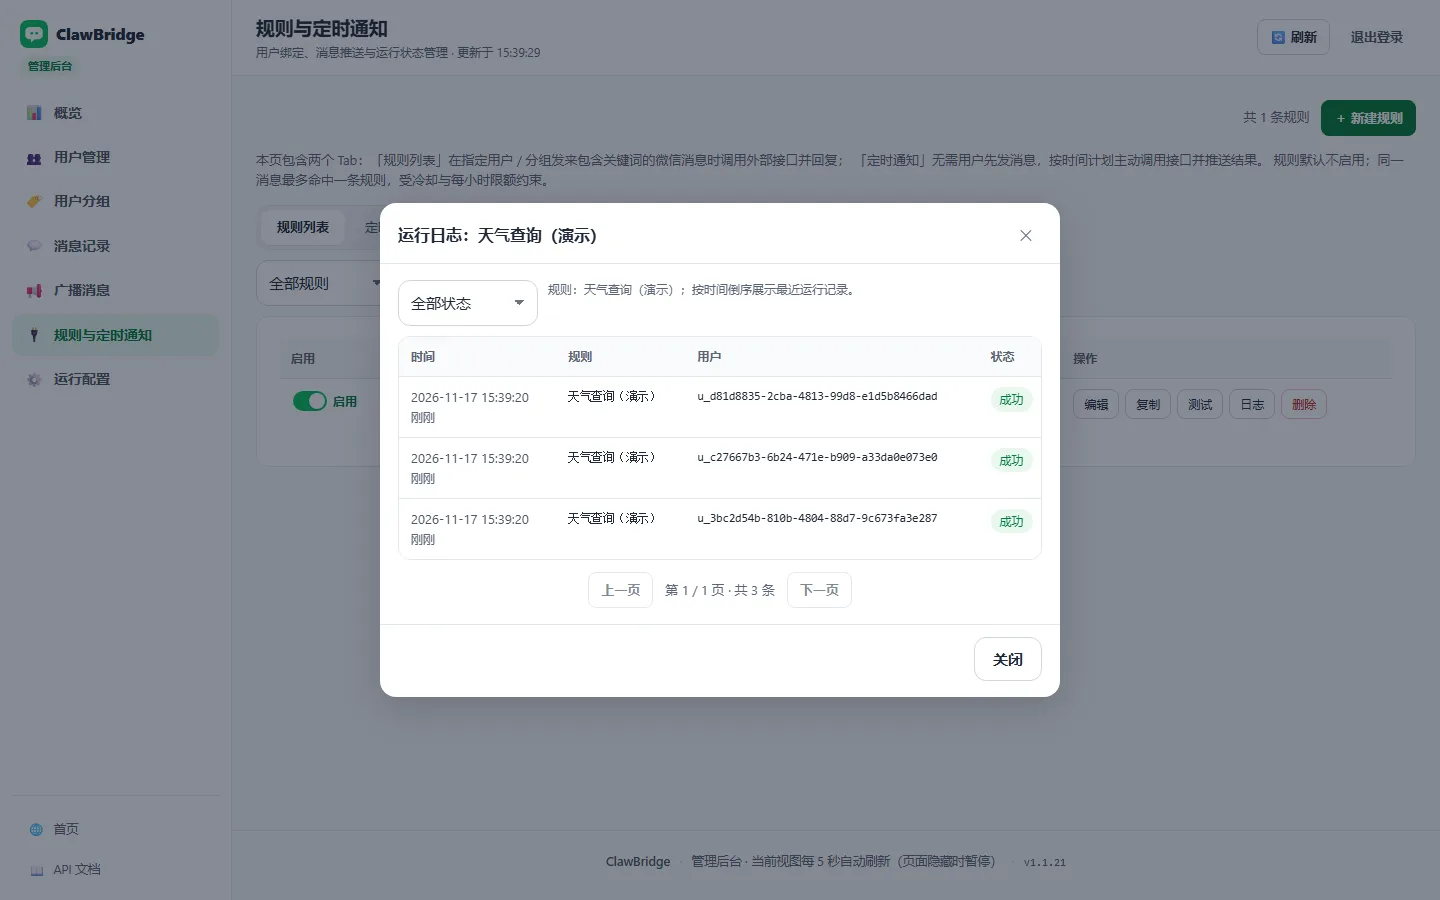 ClawBridge
管理后台
概览
用户管理
用户分组
消息记录
广播消息
规则与定时通知
运行配置
首页
API 文档
规则与定时通知
用户绑定、消息推送与运行状态管理 · 更新于 15:39:29
刷新
退出登录
共 1 条规则
+ 新建规则
本页包含两个 Tab：「规则列表」在指定用户 / 分组发来包含关键词的微信消息时调用外部接口并回复； 「定时通知」无需用户先发消息，按时间计划主动调用接口并推送结果。 规则默认不启用；同一
消息最多命中一条规则，受冷却与每小时限额约束。
规则列表
全部规则
启用
操作
启用
编辑
复制
测试
日志
删除
运行日志：天气查询（演示）
全部状态
规则：天气查询（演示）；按时间倒序展示最近运行记录。
时间 规则 用户 状态
2026-11-17 15:39:20 天气查询（演示） u_d81d8835-2cba-4813-99d8-e1d5b8466dad 成功
刚刚
2026-11-17 15:39:20 天气查询（演示） u_c27667b3-6b24-471e-b909-a33da0e073e0 成功
刚刚
2026-11-17 15:39:20 天气查询（演示） u_3bc2d54b-810b-4804-88d7-9c673fa3e287 成功
刚刚
上一页
第 1 / 1 页 · 共 3 条
下一页
关闭
ClawBridge · 管理后台 · 当前视图每 5 秒自动刷新（页面隐藏时暂停） · v1.1.21